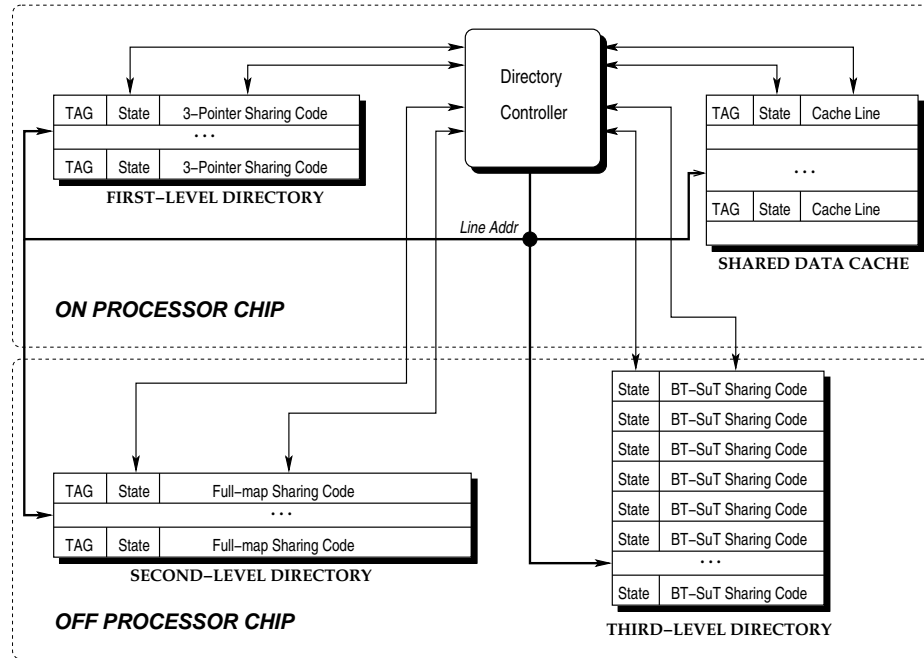 Directory
Controller
TAG State 3-Pointer Sharing Code
...
TAG State 3-Pointer Sharing Code
FIRST-LEVEL DIRECTORY
TAG State Cache Line
...
TAG State Cache Line
SHARED DATA CACHE
Line Addr
ON PROCESSOR CHIP
TAG State Full-map Sharing Code
...
TAG State Full-map Sharing Code
SECOND-LEVEL DIRECTORY
State BT-SuT Sharing Code
State BT-SuT Sharing Code
State BT-SuT Sharing Code
State BT-SuT Sharing Code
State BT-SuT Sharing Code
State BT-SuT Sharing Code
...
State BT-SuT Sharing Code
THIRD-LEVEL DIRECTORY
OFF PROCESSOR CHIP